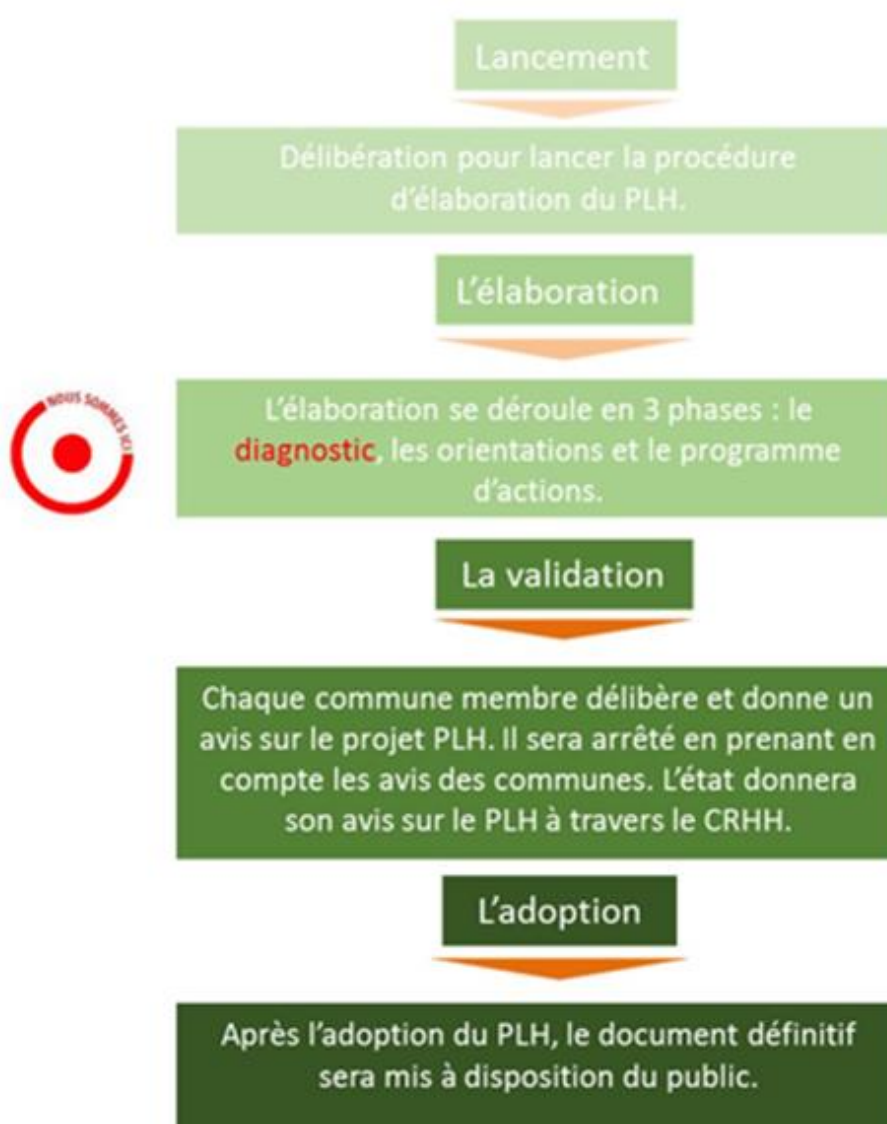 Lancement
Délibération pour lancer la procédure
d'élaboration du PLH.
L'élaboration
NOUS SOMMES ICI
L'élaboration se déroule en 3 phases : le
diagnostic, les orientations et le programme
d'actions.
La validation
Chaque commune membre délibère et donne un
avis sur le projet PLH. Il sera arrêté en prenant en
compte les avis des communes. L'état donnera
son avis sur le PLH à travers le CRHH.
L'adoption
Après l'adoption du PLH, le document définitif
sera mis à disposition du public.